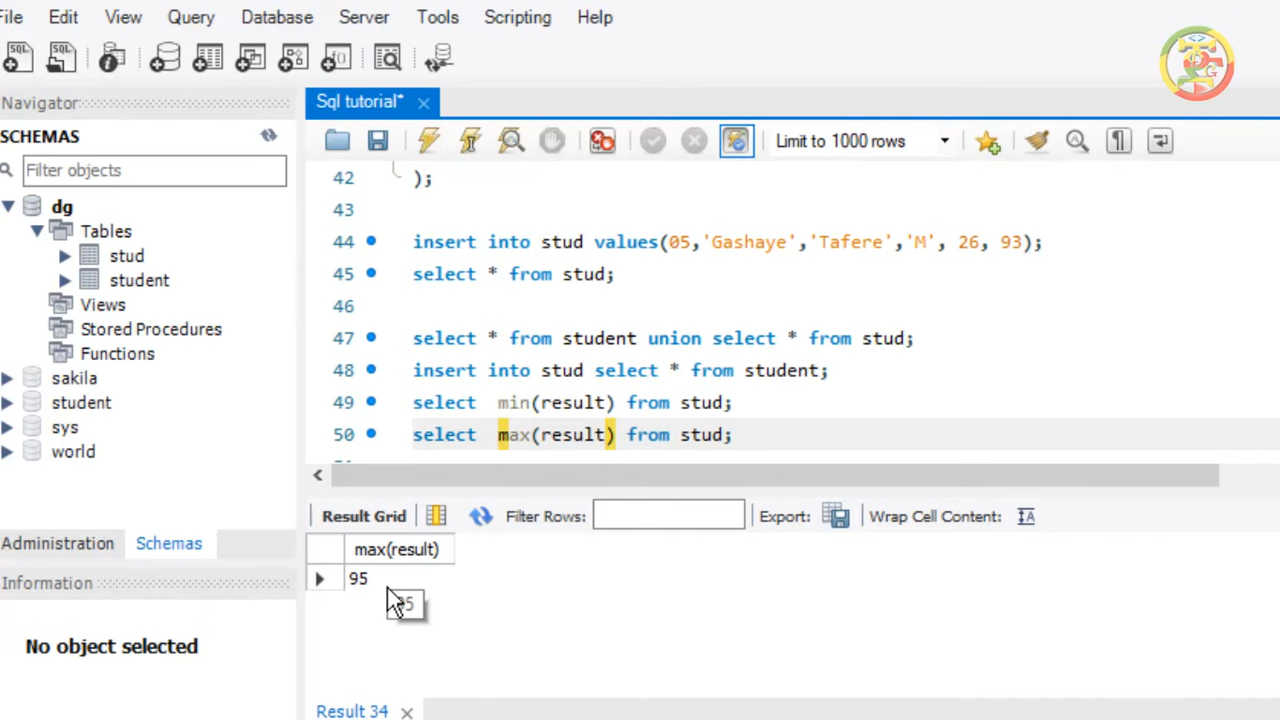 File Edit View Query Database Server Tools Scripting Help
SQL SQL
Navigator
Sql tutorial*
SCHEMAS
Limit to 1000 rows
Filter objects
dg
Tables
stud
student
Views
Stored Procedures
Functions
sakila
student
sys
world
42 );
43
44 insert into stud values(05,'Gashaye','Tafere','M', 26, 93);
45 select * from stud;
46
47 select * from student union select * from stud;
48 insert into stud select * from student;
49 select min(result) from stud;
50 select max(result) from stud;
Result Grid Filter Rows: Export: Wrap Cell Content:
Administration Schemas
max(result)
95
Information
No object selected
Result 34